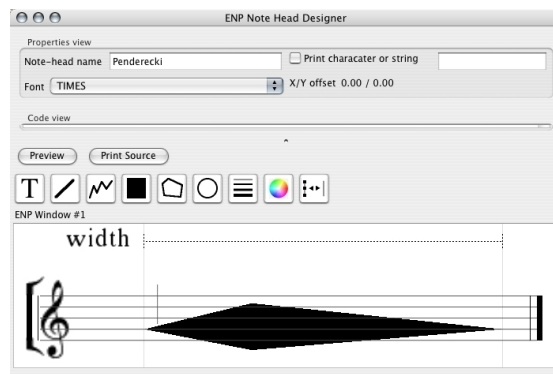 ENP Note Head Designer
Properties view
Note-head name Penderecki Print characater or string
Font TIMES X/Y offset 0.00 / 0.00
Code view
Preview Print Source
T
ENP Window #1
width